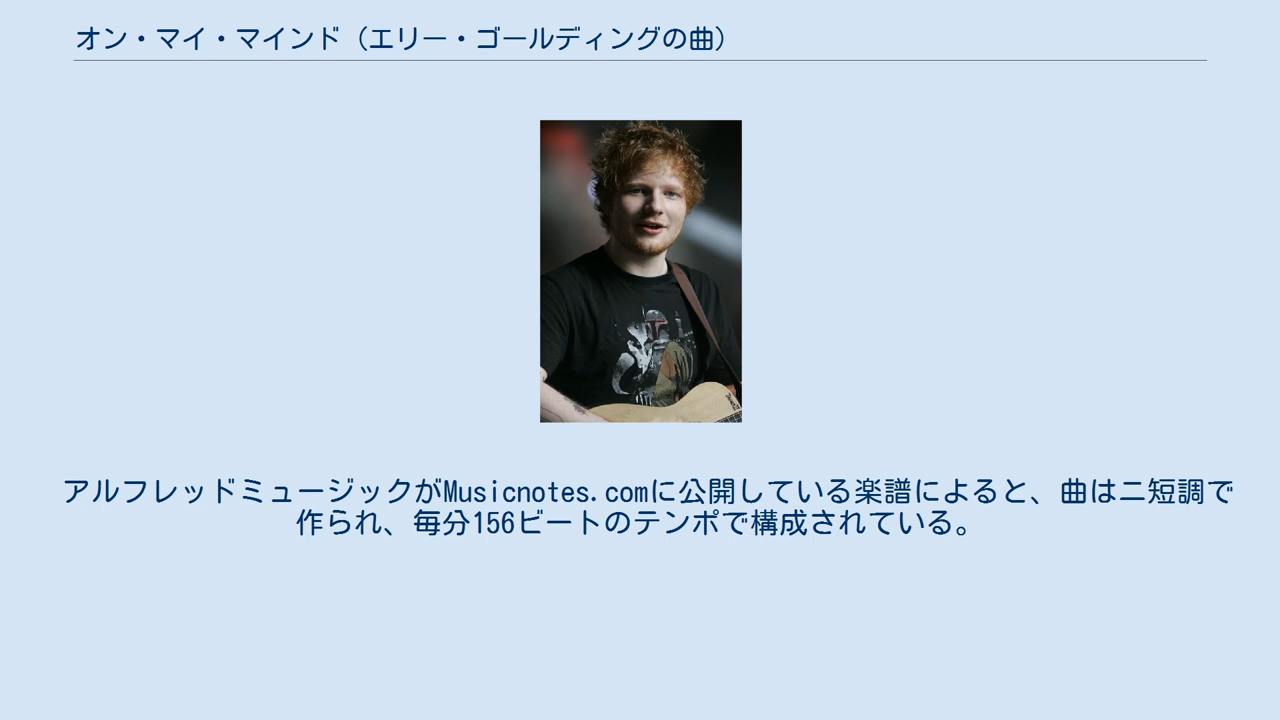 オン・マイ・マインド（エリー・ゴールディングの曲）
アルフレッドミュージックがMusicnotes.comに公開している楽譜によると、曲はニ短調で
作られ、毎分156ビートのテンポで構成されている。